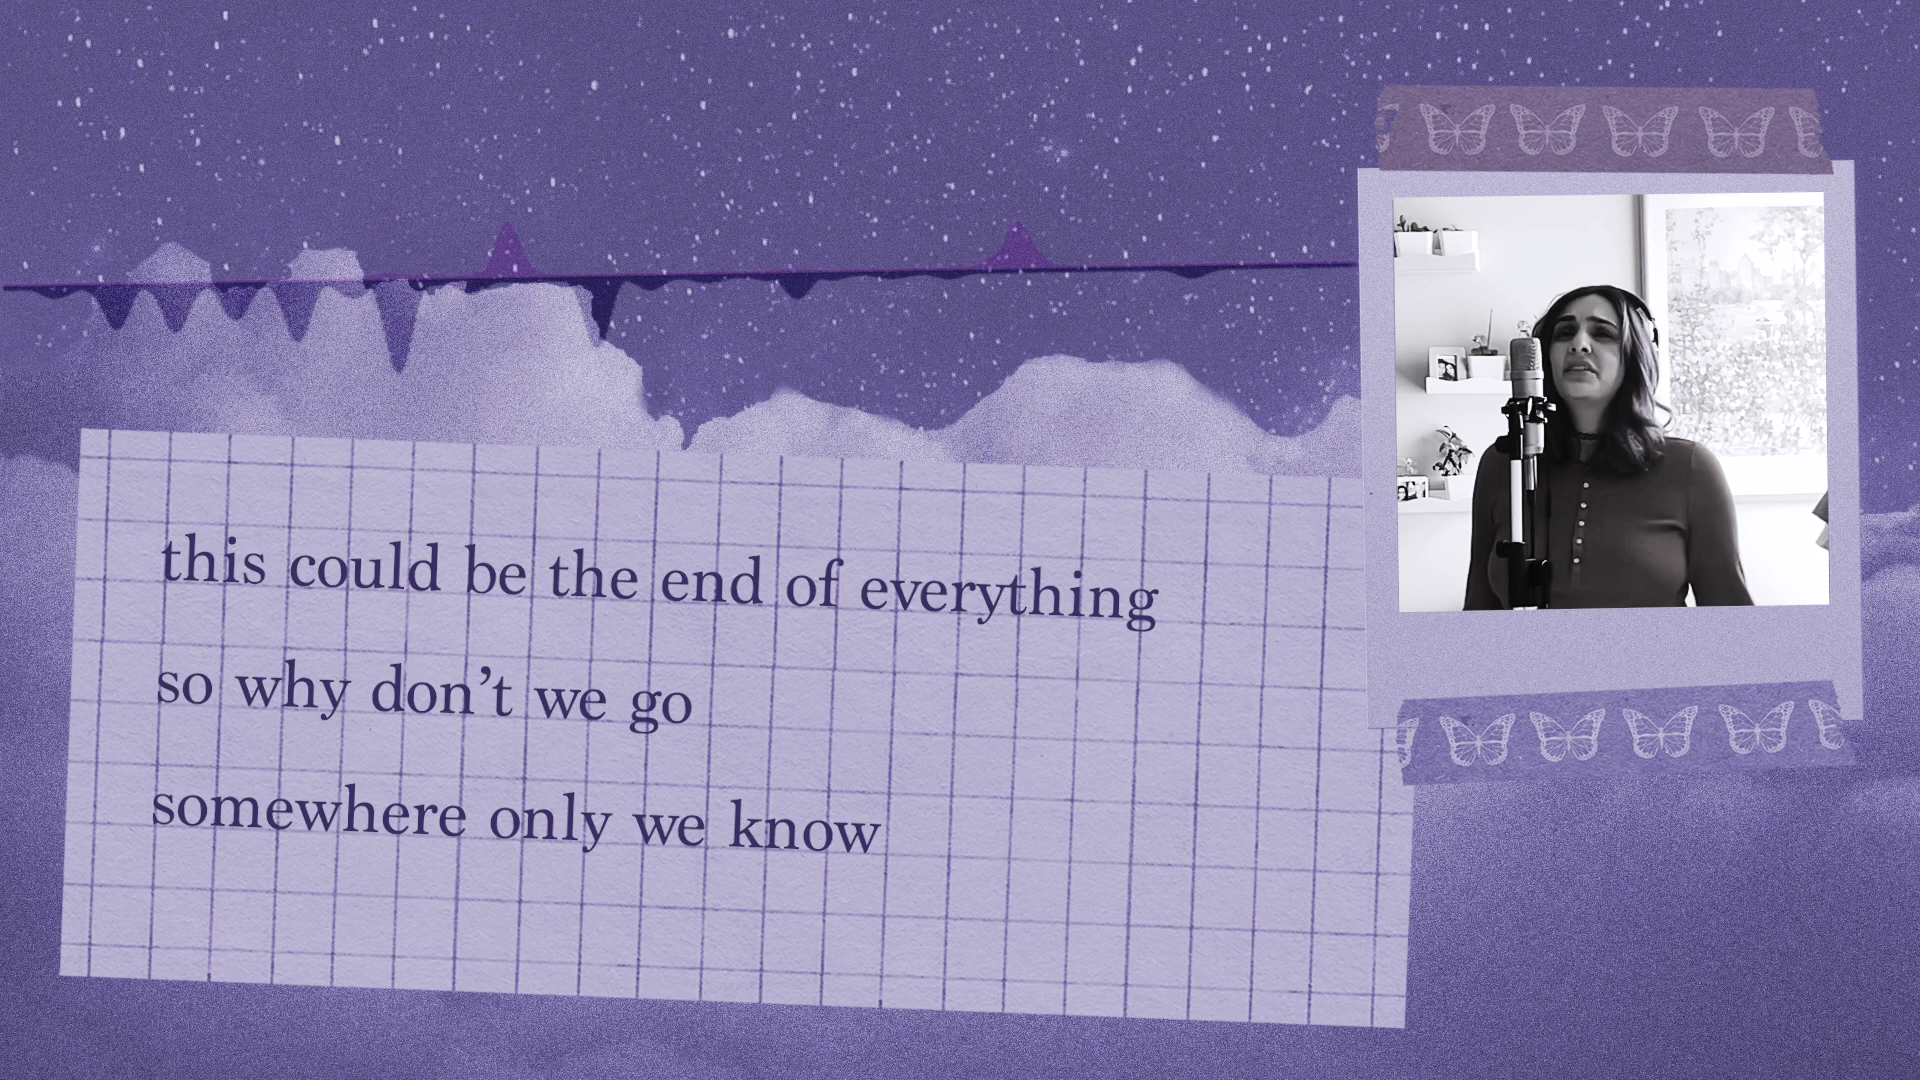 this could be the end of everything
so why don’t we go
somewhere only we know